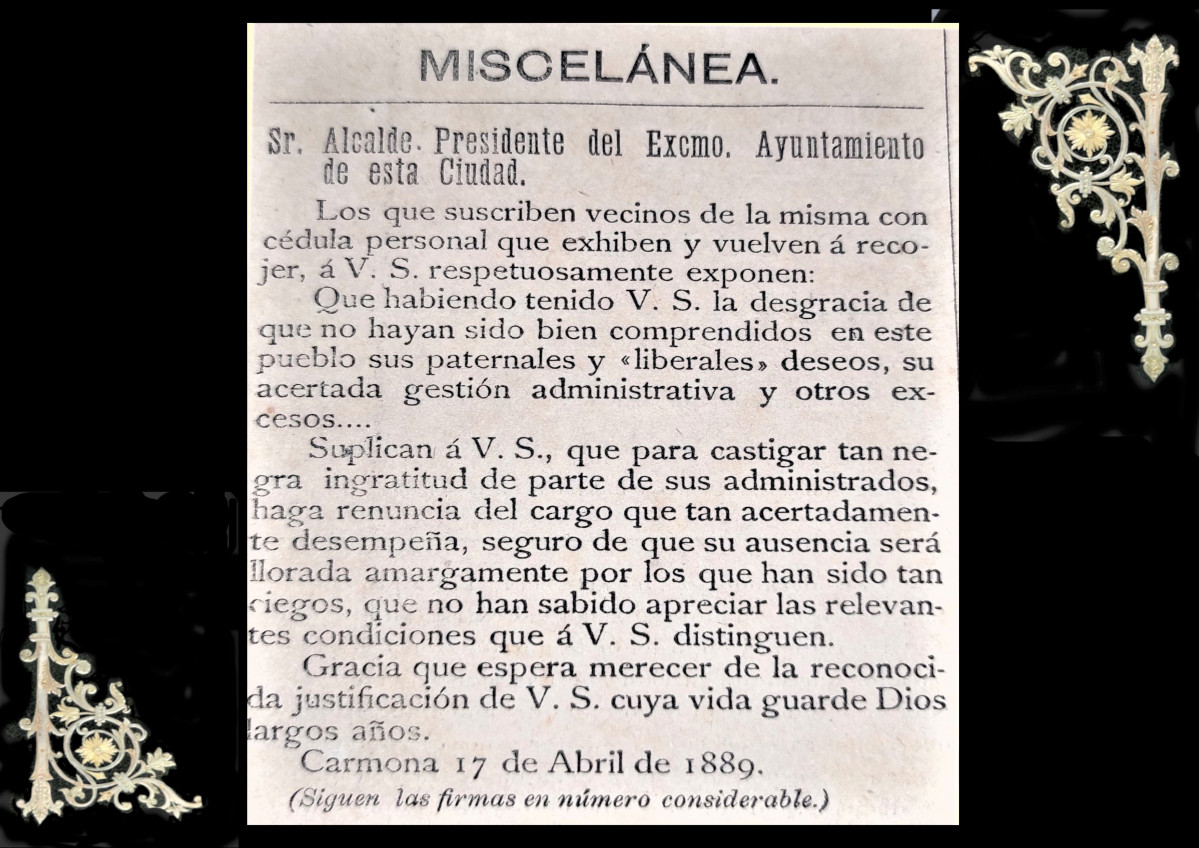 MISCELÁNEA.
Sr. Alcalde. Presidente del Excmo. Ayuntamiento
de esta Ciudad.
Los que suscriben vecinos de la misma con
cédula personal que exhiben y vuelven á reco-
jer, á V. S. respetuosamente exponen:
Que habiendo tenido V. S. la desgracia de
que no hayan sido bien comprendidos en este
pueblo sus paternales y «liberales» deseos, su
acertada gestión administrativa y otros ex-
cesos....
Suplican á V. S., que para castigar tan ne-
gra ingratitud de parte de sus administrados,
haga renuncia del cargo que tan acertadamen-
te desempeña, seguro de que su ausencia será
llorada amargamente por los que han sido tan
ciegos, que no han sabido apreciar las relevan-
tes condiciones que á V. S. distinguen.
Gracia que espera merecer de la reconoci-
da justificación de V. S. cuya vida guarde Dios
largos años.
Carmona 17 de Abril de 1889.
(Siguen las firmas en número considerable.)